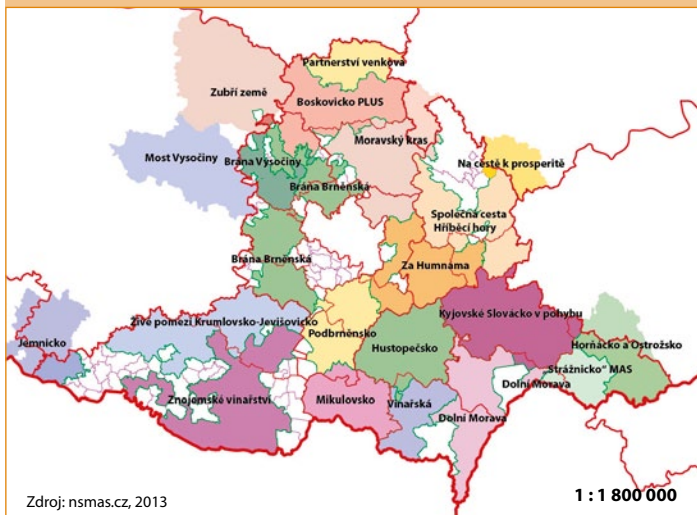 Partnerství venkova
Zubří země
Boskovicko PLUS
Moravský kras
Most Vysočiny
Brána Vysočiny
Na cestě k prosperitě
Brána Brněnská
Společná cesta
Hříběcí hory
Brána Brněnská
Za Humnama
Živé pomezí Krumlovsko-Jevišovicko
Kyjovské Slovácko v pohybu
Podbrněnsko
Jemnicko
Hustopečsko
Horňácko a Ostrožsko
Strážnicko" MAS
Dolní Morava
Znojemské vinařství
Mikulovsko
Vinařská
Dolní Morava
Zdroj: nsmas.cz, 2013
1 : 1 800 000